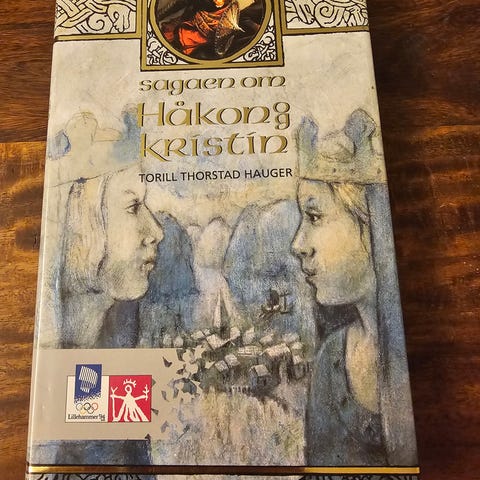 sagaen om
Håkon og
Kristin
TORILL THORSTAD HAUGER
Lillehammer '94